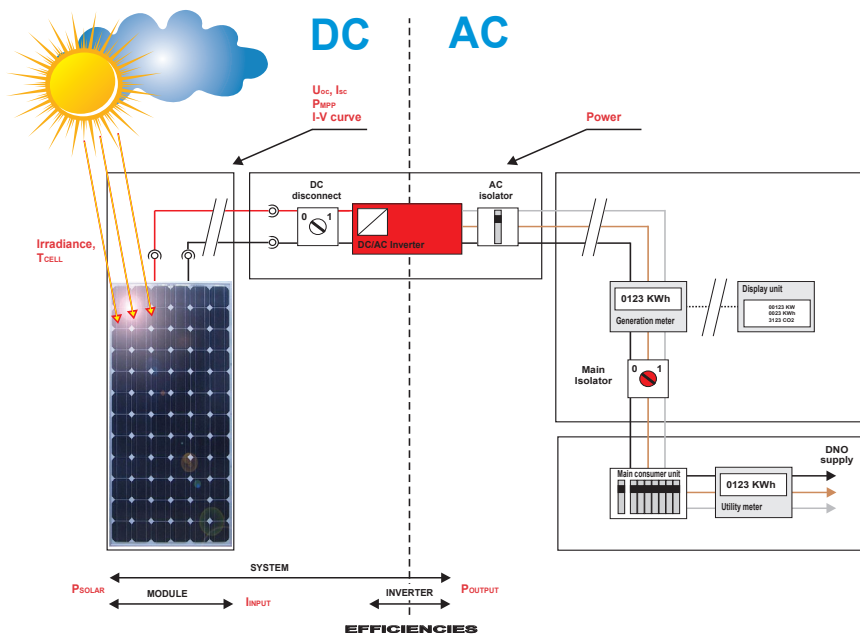 DC
AC
Uoc, Isc
PMPP
I-V curve
Power
DC
disconnect
0 1
DC/AC Inverter
AC
isolator
Irradiance,
TCELL
0123 KWh
Generation meter
Display unit
00123 KW
0023 KWh
3123 CO2
Main
Isolator
0 1
Main consumer unit
0123 KWh
Utility meter
DNO
supply
SYSTEM
PSOLAR
POUTPUT
MODULE
IINPUT
INVERTER
EFFICIENCIES